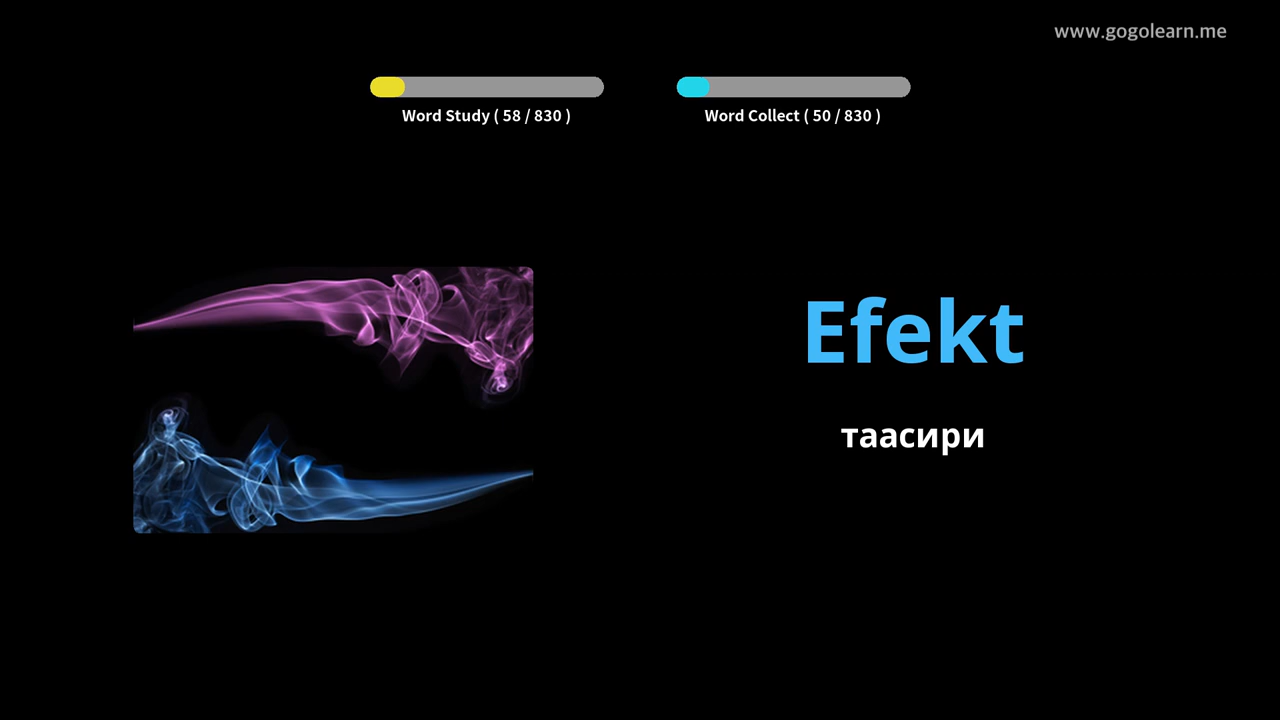 www.gogolearn.me
Word Study ( 58 / 830 )
Word Collect ( 50 / 830 )
Efekt
таасири